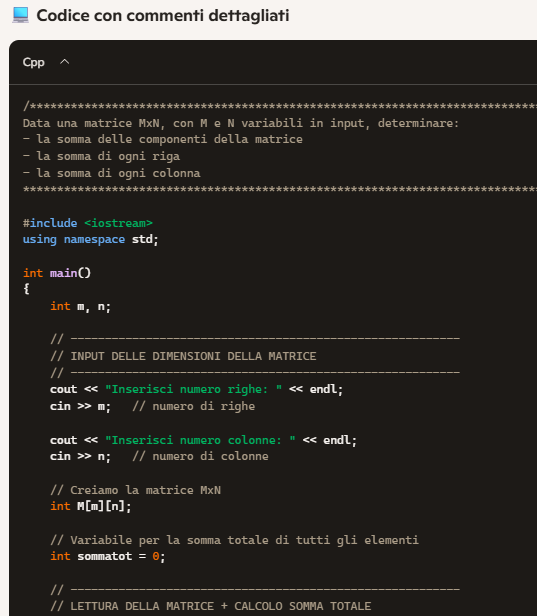 Codice con commenti dettagliati
Cpp
/***************************************************************************
Data una matrice MxN, con M e N variabili in input, determinare:
- la somma delle componenti della matrice
- la somma di ogni riga
- la somma di ogni colonna
****************************************************************************
#include <iostream>
using namespace std;
int main()
{
int m, n;
// ---------------------------------------------------------
// INPUT DELLE DIMENSIONI DELLA MATRICE
// ---------------------------------------------------------
cout << "Inserisci numero righe: " << endl;
cin >> m;   // numero di righe
cout << "Inserisci numero colonne: " << endl;
cin >> n;   // numero di colonne
// Creiamo la matrice MxN
int M[m][n];
// Variabile per la somma totale di tutti gli elementi
int sommatot = 0;
// ---------------------------------------------------------
// LETTURA DELLA MATRICE + CALCOLO SOMMA TOTALE